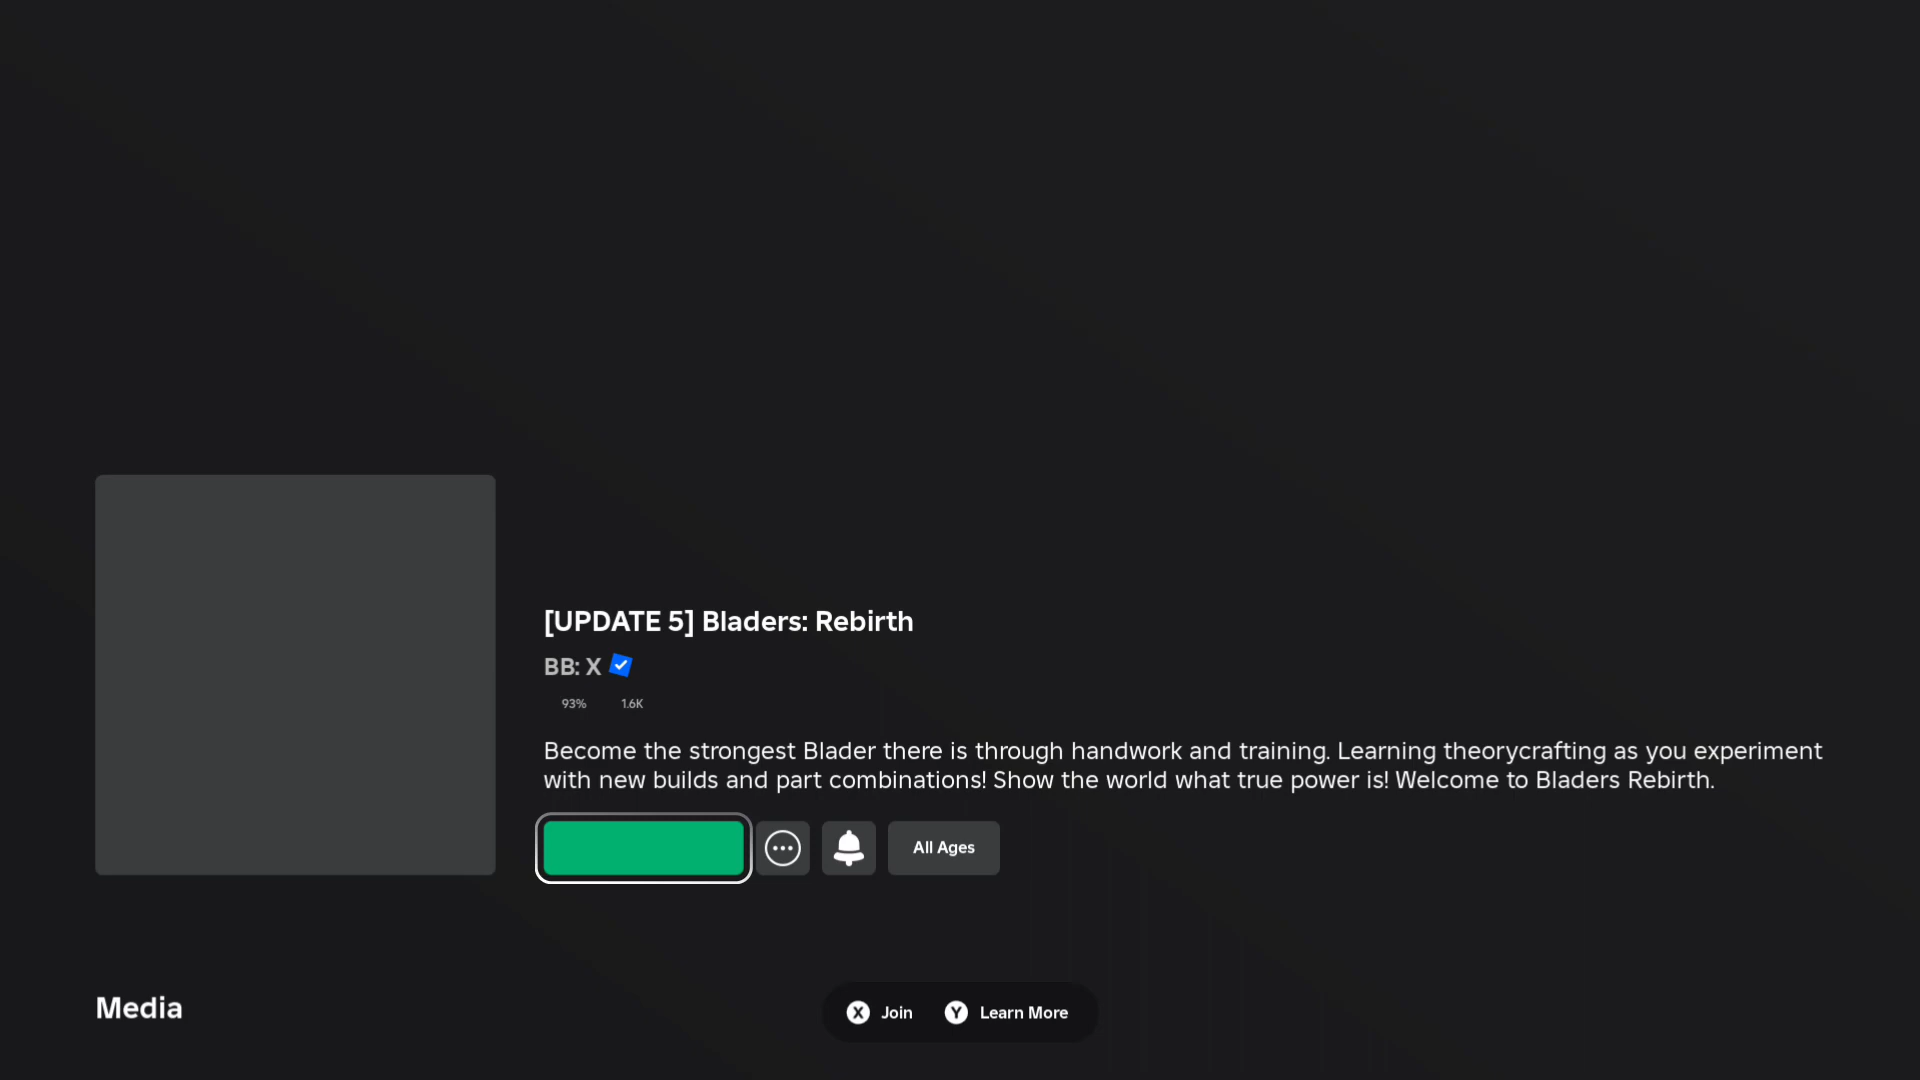 [UPDATE 5] Bladers: Rebirth
BB: X
93% 1.6K
Become the strongest Blader there is through handwork and training. Learning theorycrafting as you experiment
with new builds and part combinations! Show the world what true power is! Welcome to Bladers Rebirth.
All Ages
Media
X Join Y Learn More